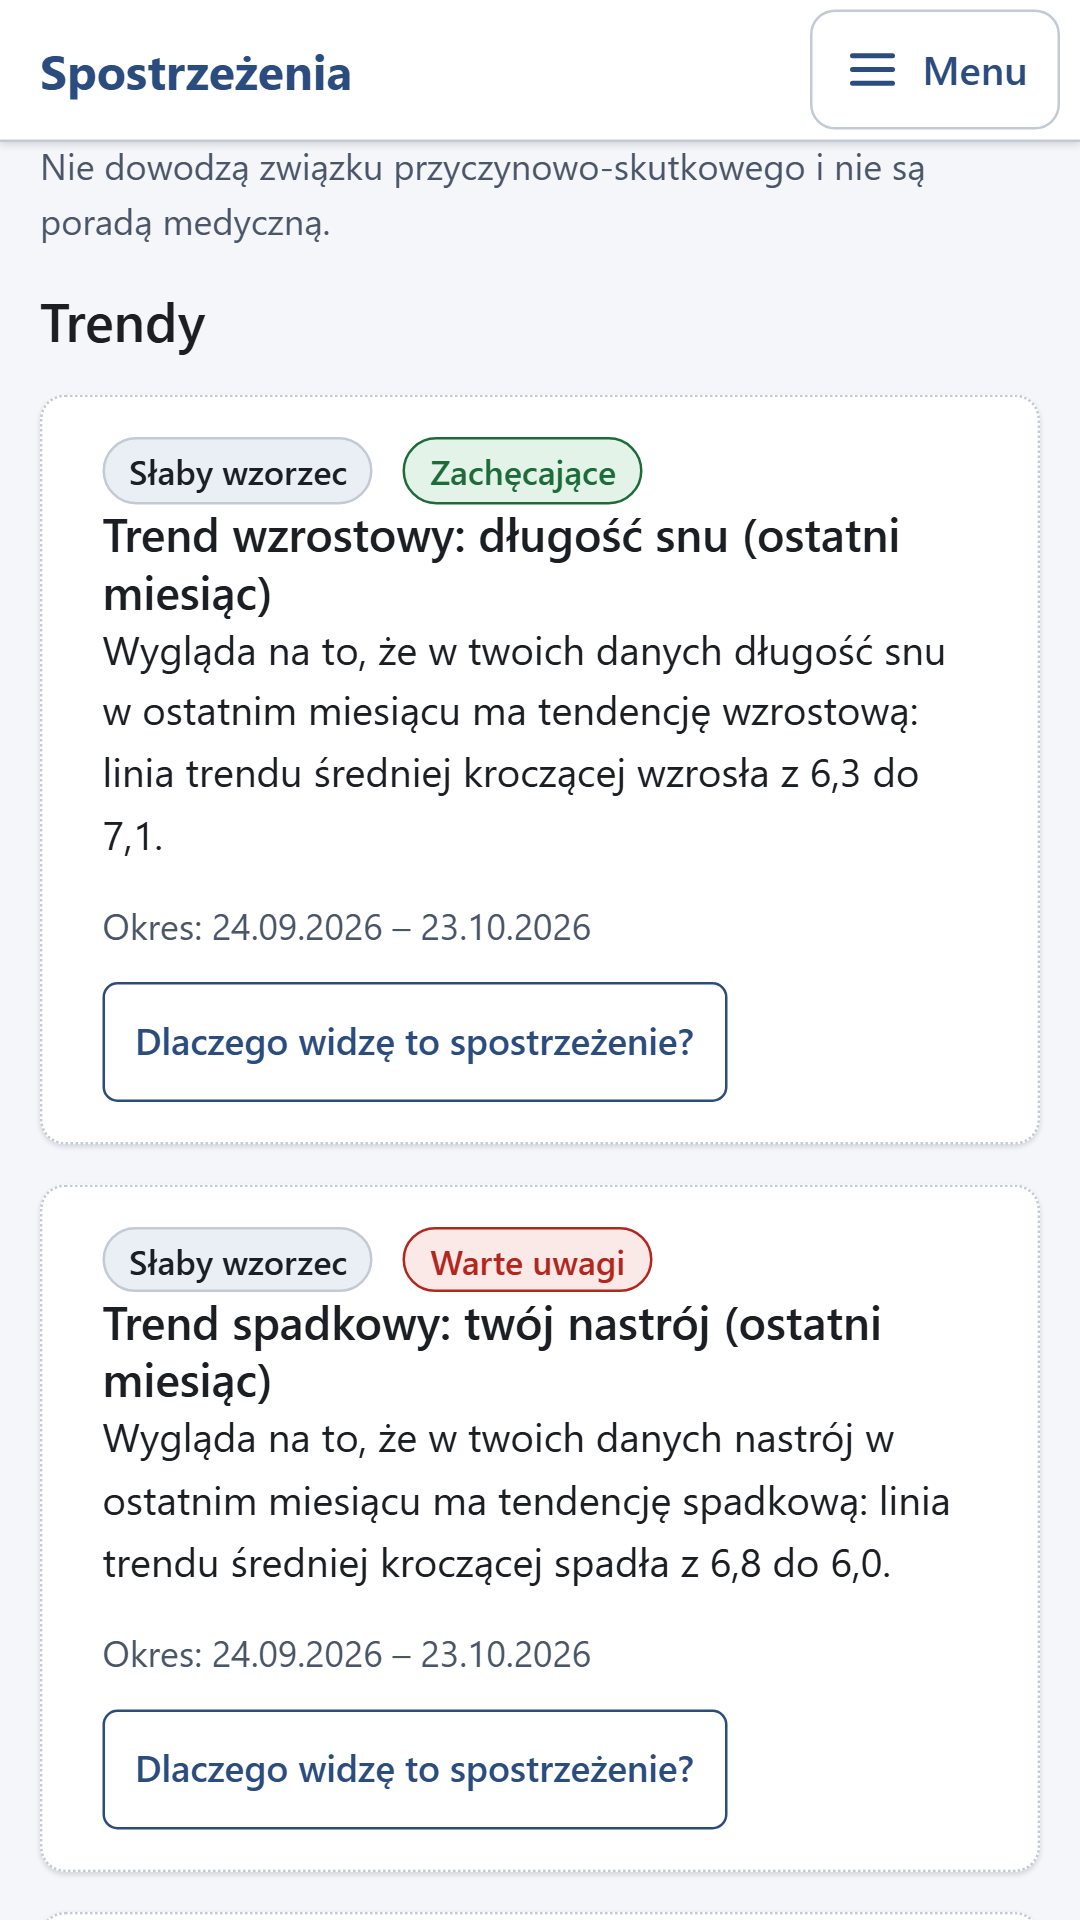 Spostrzeżenia
Menu
Nie dowodzą związku przyczynowo-skutkowego i nie są
poradą medyczną.
Trendy
Słaby wzorzec
Zachęcające
Trend wzrostowy: długość snu (ostatni
miesiąc)
Wygląda na to, że w twoich danych długość snu
w ostatnim miesiącu ma tendencję wzrostową:
linia trendu średniej kroczącej wzrosła z 6,3 do
7,1.
Okres: 24.09.2026 – 23.10.2026
Dlaczego widzę to spostrzeżenie?
Słaby wzorzec
Warte uwagi
Trend spadkowy: twój nastrój (ostatni
miesiąc)
Wygląda na to, że w twoich danych nastrój w
ostatnim miesiącu ma tendencję spadkową: linia
trendu średniej kroczącej spadła z 6,8 do 6,0.
Okres: 24.09.2026 – 23.10.2026
Dlaczego widzę to spostrzeżenie?